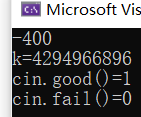 Microsoft Vis
-400
k=4294966896
cin.good()=1
cin.fail()=0